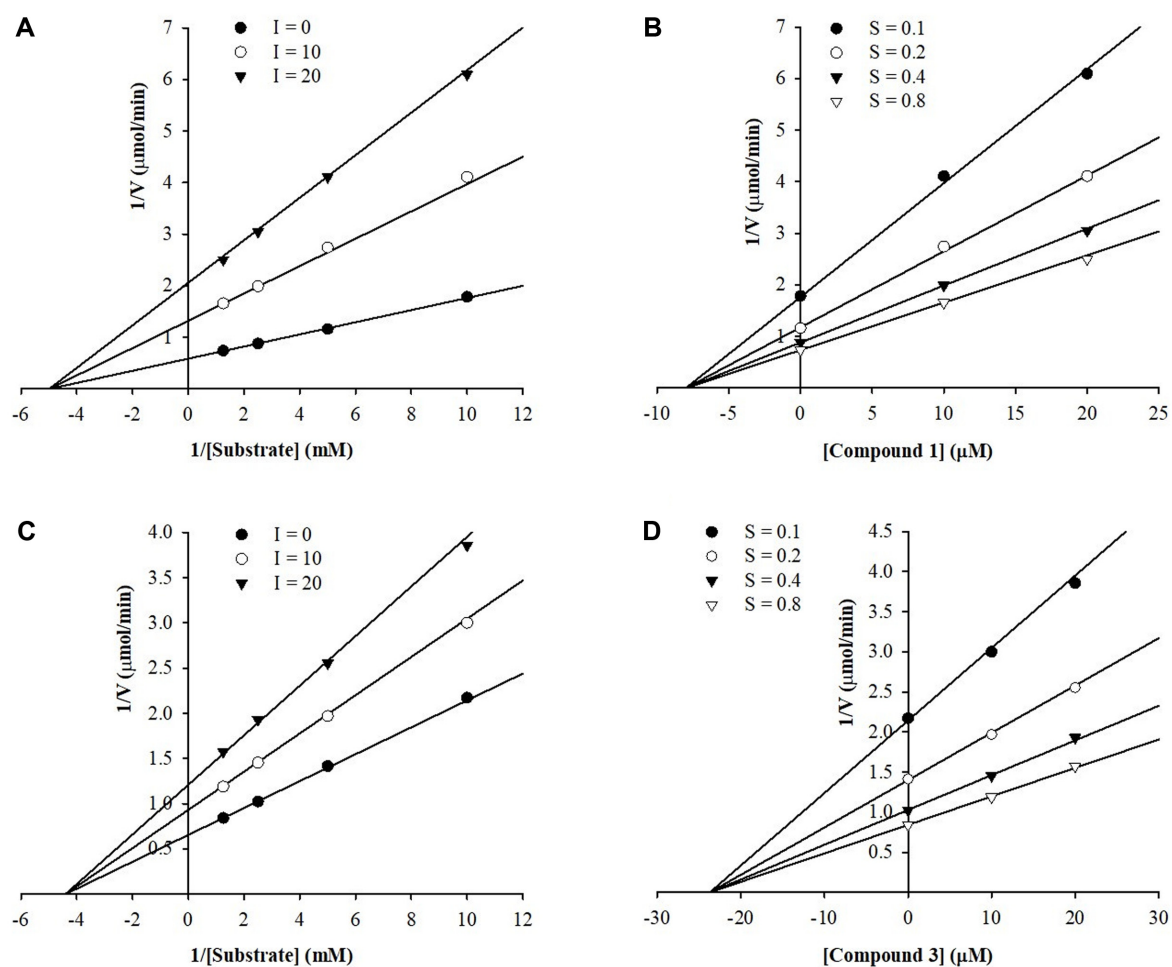 A
I = 0
I = 10
I = 20
7
6
5
4
3
2
1
1/V (μmol/min)
-6 -4 -2 0 2 4 6 8 10 12
1/[Substrate] (mM)
B
S = 0.1
S = 0.2
S = 0.4
S = 0.8
7
6
5
4
3
2
1
1/V (μmol/min)
-10 -5 0 5 10 15 20 25
[Compound 1] (μM)
C
I = 0
I = 10
I = 20
4.0
3.5
3.0
2.5
2.0
1.5
1.0
0.5
1/V (μmol/min)
-6 -4 -2 0 2 4 6 8 10 12
1/[Substrate] (mM)
D
S = 0.1
S = 0.2
S = 0.4
S = 0.8
4.5
4.0
3.5
3.0
2.5
2.0
1.5
1.0
0.5
1/V (μmol/min)
-30 -20 -10 0 10 20 30
[Compound 3] (μM)